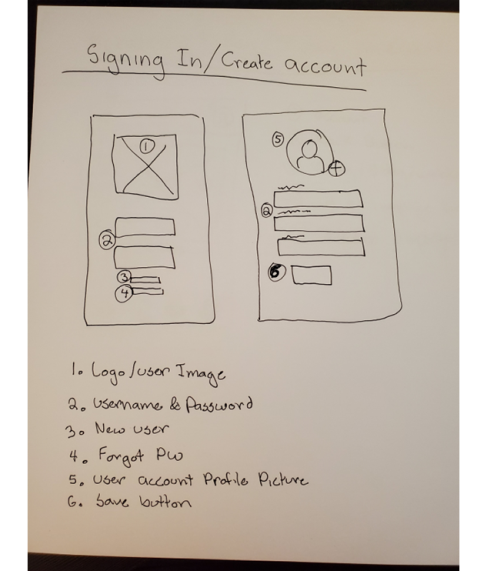 Signing In/Create account
1
5
+
2
2
3
6
4
1. Logo/user Image
2. Username & Password
3. New user
4. Forgot PW
5. User account Profile Picture
6. Save button